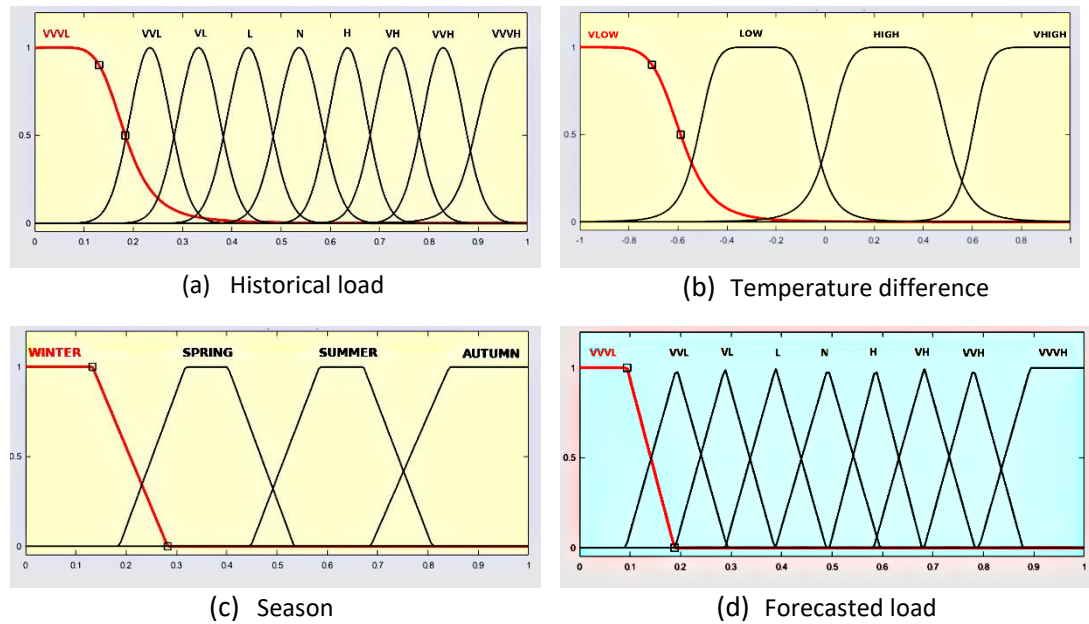 VVVL VVL VL L N H VH VVH VVVH
1
0.5
0
0 0.1 0.2 0.3 0.4 0.5 0.6 0.7 0.8 0.9 1
(a) Historical load
VLOW LOW HIGH VHIGH
1
0.5
0
-1 -0.8 -0.6 -0.4 -0.2 0 0.2 0.4 0.6 0.8 1
(b) Temperature difference
WINTER SPRING SUMMER AUTUMN
1
0.5
0
0 0.1 0.2 0.3 0.4 0.5 0.6 0.7 0.8 0.9 1
(c) Season
VVVL VVL VL L N H VH VVH VVVH
1
0.5
0
0 0.1 0.2 0.3 0.4 0.5 0.6 0.7 0.8 0.9 1
(d) Forecasted load